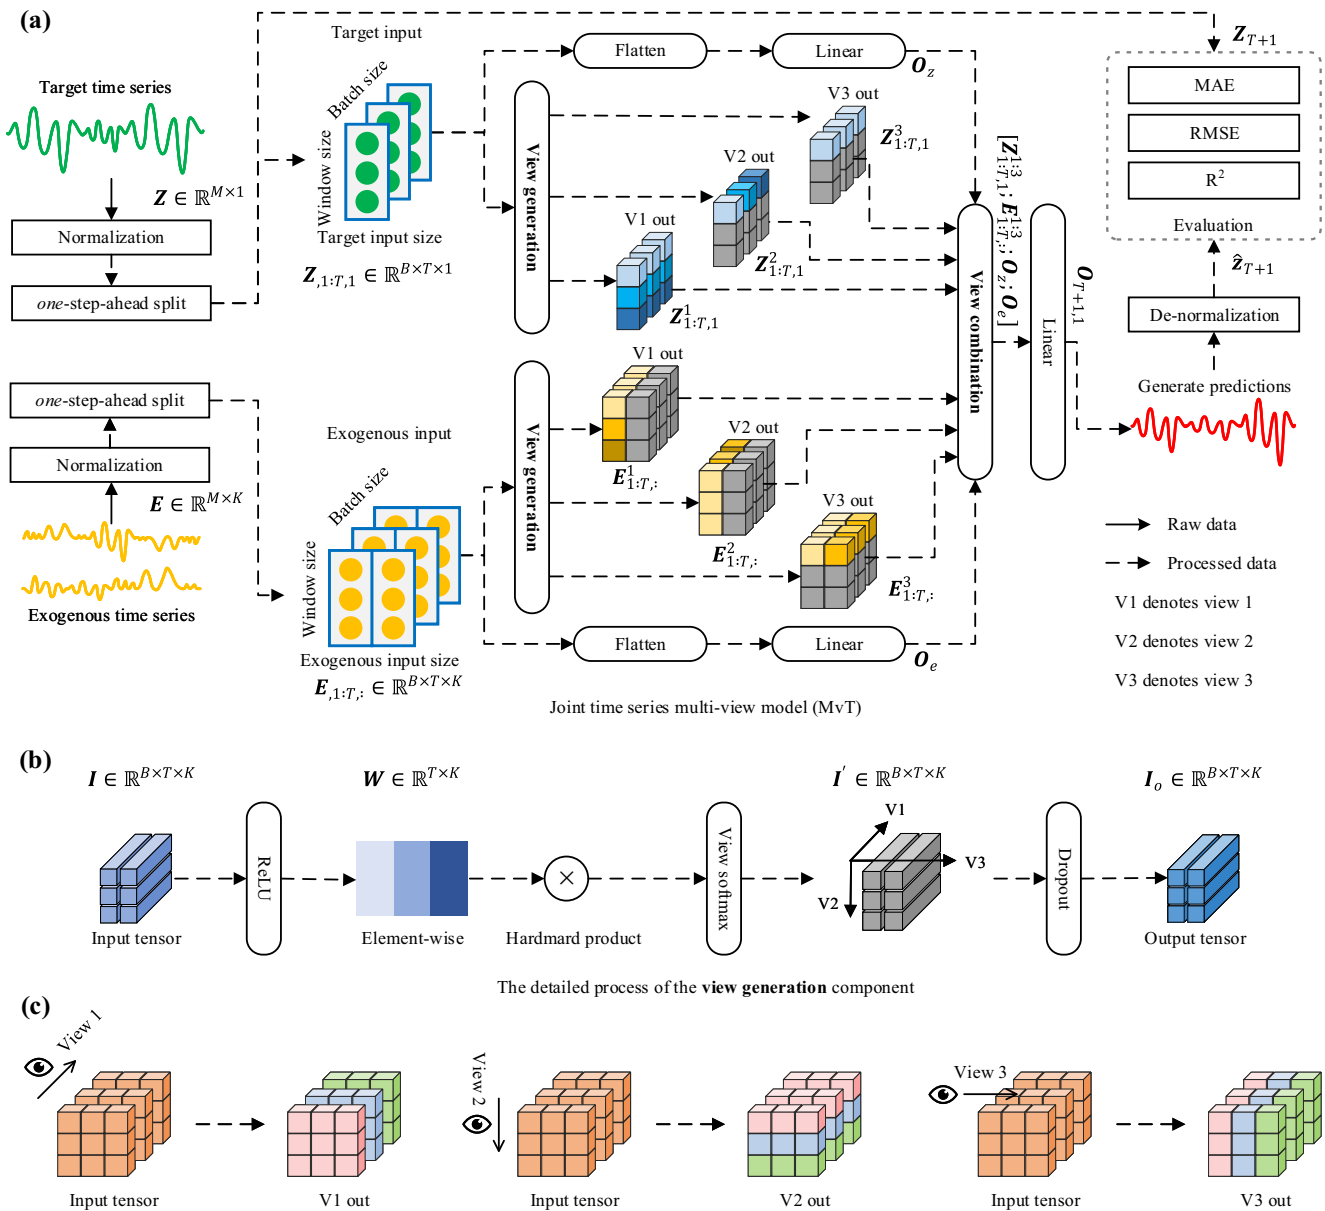 (a)
Target time series
Z ∈ ℝ^{M×1}
Normalization
one-step-ahead split
one-step-ahead split
Normalization
E ∈ ℝ^{M×K}
Exogenous time series
Target input
Batch size
Window size
Target input size
Z_{,1:T,1} ∈ ℝ^{B×T×1}
Exogenous input
Batch size
Window size
Exogenous input size
E_{,1:T,:} ∈ ℝ^{B×T×K}
Flatten
Linear
O_z
View generation
V3 out
Z^3_{1:T,1}
V2 out
Z^2_{1:T,1}
V1 out
Z^1_{1:T,1}
View generation
V1 out
E^1_{1:T,:}
V2 out
E^2_{1:T,:}
V3 out
E^3_{1:T,:}
Flatten
Linear
O_e
View combination
[Z^{1:3}_{1:T,1}; E^{1:3}_{1:T,:}; O_z; O_e]
Linear
O_{T+1,1}
Z_{T+1}
MAE
RMSE
R^2
Evaluation
ẑ_{T+1}
De-normalization
Generate predictions
Raw data
Processed data
V1 denotes view 1
V2 denotes view 2
V3 denotes view 3
Joint time series multi-view model (MvT)
(b)
I ∈ ℝ^{B×T×K}
W ∈ ℝ^{T×K}
I' ∈ ℝ^{B×T×K}
I_o ∈ ℝ^{B×T×K}
Input tensor
ReLU
Element-wise
×
Hardmard product
View softmax
V1
V3
V2
Dropout
Output tensor
The detailed process of the view generation component
(c)
View 1
Input tensor
V1 out
View 2
Input tensor
V2 out
View 3
Input tensor
V3 out